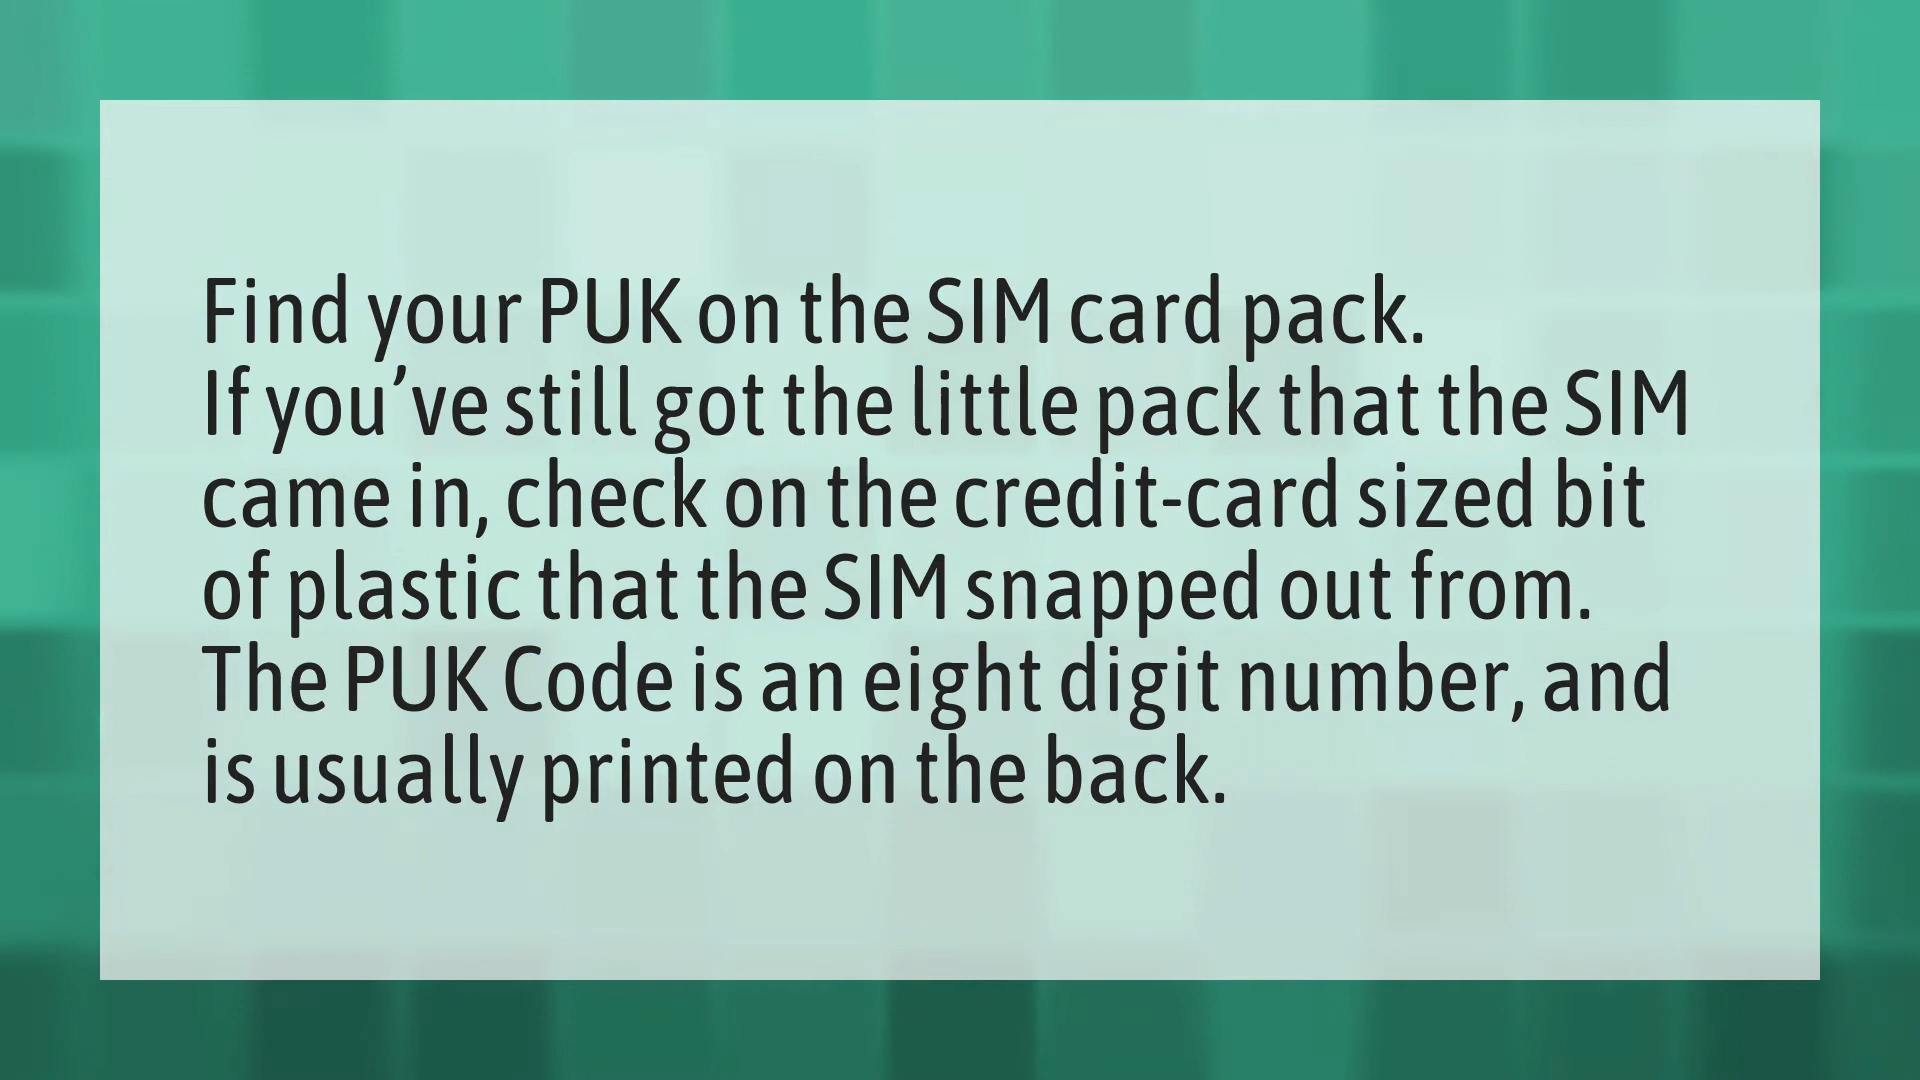 Find your PUK on the SIM card pack.
If you’ve still got the little pack that the SIM
came in, check on the credit-card sized bit
of plastic that the SIM snapped out from.
The PUK Code is an eight digit number, and
is usually printed on the back.